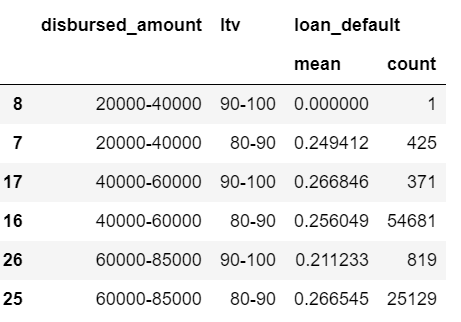 disbursed_amount ltv loan_default
mean count
8 20000-40000 90-100 0.000000 1
7 20000-40000 80-90 0.249412 425
17 40000-60000 90-100 0.266846 371
16 40000-60000 80-90 0.256049 54681
26 60000-85000 90-100 0.211233 819
25 60000-85000 80-90 0.266545 25129